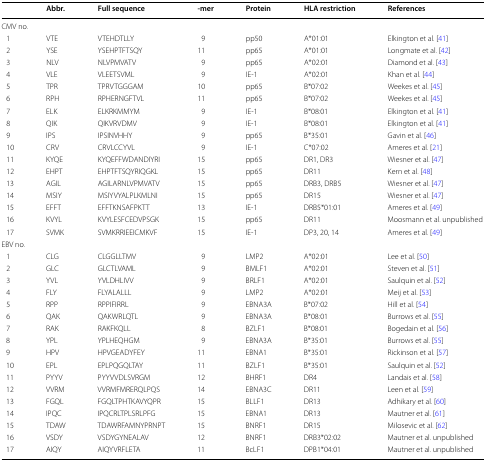 Abbr. Full sequence -mer Protein HLA restriction References
CMV no.
1 VTE VTEHDTLLY 9 pp50 A*01:01 Elkington et al. [41]
2 YSE YSEHPTFTSQY 11 pp65 A*01:01 Longmate et al. [42]
3 NLV NLVPMVATV 9 pp65 A*02:01 Diamond et al. [43]
4 VLE VLEETSVML 9 IE-1 A*02:01 Khan et al. [44]
5 TPR TPRVTGGGAM 10 pp65 B*07:02 Weekes et al. [45]
6 RPH RPHERNGFTVL 11 pp65 B*07:02 Weekes et al. [45]
7 ELK ELKRKMMYM 9 IE-1 B*08:01 Elkington et al. [41]
8 QIK QIKVRVDMV 9 IE-1 B*08:01 Elkington et al. [41]
9 IPS IPSINVHHY 9 pp65 B*35:01 Gavin et al. [46]
10 CRV CRVLCCYVL 9 IE-1 C*07:02 Ameres et al. [21]
11 KYQE KYQEFFWDANDIYRI 15 pp65 DR1, DR3 Wiesner et al. [47]
12 EHPT EHPTFTSQYRIQGKL 15 pp65 DR11 Kern et al. [48]
13 AGIL AGILARNLVPMVATV 15 pp65 DRB3, DRB5 Wiesner et al. [47]
14 MSIY MSIYVYALPLKMLNI 15 pp65 DR15 Wiesner et al. [47]
15 EFFT EFFTKNSAFPKTT 13 IE-1 DRB5*01:01 Ameres et al. [49]
16 KVYL KVYLESFCEDVPSGK 15 pp65 DR11 Moosmann et al. unpublished
17 SVMK SVMKRRIEEICMKVF 15 IE-1 DP3, 20, 14 Ameres et al. [49]
EBV no.
1 CLG CLGGLLTMV 9 LMP2 A*02:01 Lee et al. [50]
2 GLC GLCTLVAML 9 BMLF1 A*02:01 Steven et al. [51]
3 YVL YVLDHLIVV 9 BRLF1 A*02:01 Saulquin et al. [52]
4 FLY FLYALALLL 9 LMP2 A*02:01 Meij et al. [53]
5 RPP RPPIFIRRL 9 EBNA3A B*07:02 Hill et al. [54]
6 QAK QAKWRLQTL 9 EBNA3A B*08:01 Burrows et al. [55]
7 RAK RAKFKQLL 8 BZLF1 B*08:01 Bogedain et al. [56]
8 YPL YPLHEQHGM 9 EBNA3A B*35:01 Burrows et al. [55]
9 HPV HPVGEADYFEY 11 EBNA1 B*35:01 Rickinson et al. [57]
10 EPL EPLPQGQLTAY 11 BZLF1 B*35:01 Saulquin et al. [52]
11 PYYV PYYVVDLSVRGM 12 BHRF1 DR4 Landais et al. [58]
12 VVRM VVRMFMRERQLPQS 14 EBNA3C DR11 Leen et al. [59]
13 FGQL FGQLTPHTKAVYQPR 15 BLLF1 DR13 Adhikary et al. [60]
14 IPQC IPQCRLTPLSRLPFG 15 EBNA1 DR13 Mautner et al. [61]
15 TDAW TDAWRFAMNYPRNPT 15 BNRF1 DR15 Milosevic et al. [62]
16 VSDY VSDYGYNEALAV 12 BNRF1 DRB3*02:02 Mautner et al. unpublished
17 AIQY AIQYVRFLETA 11 BcLF1 DPB1*04:01 Mautner et al. unpublished